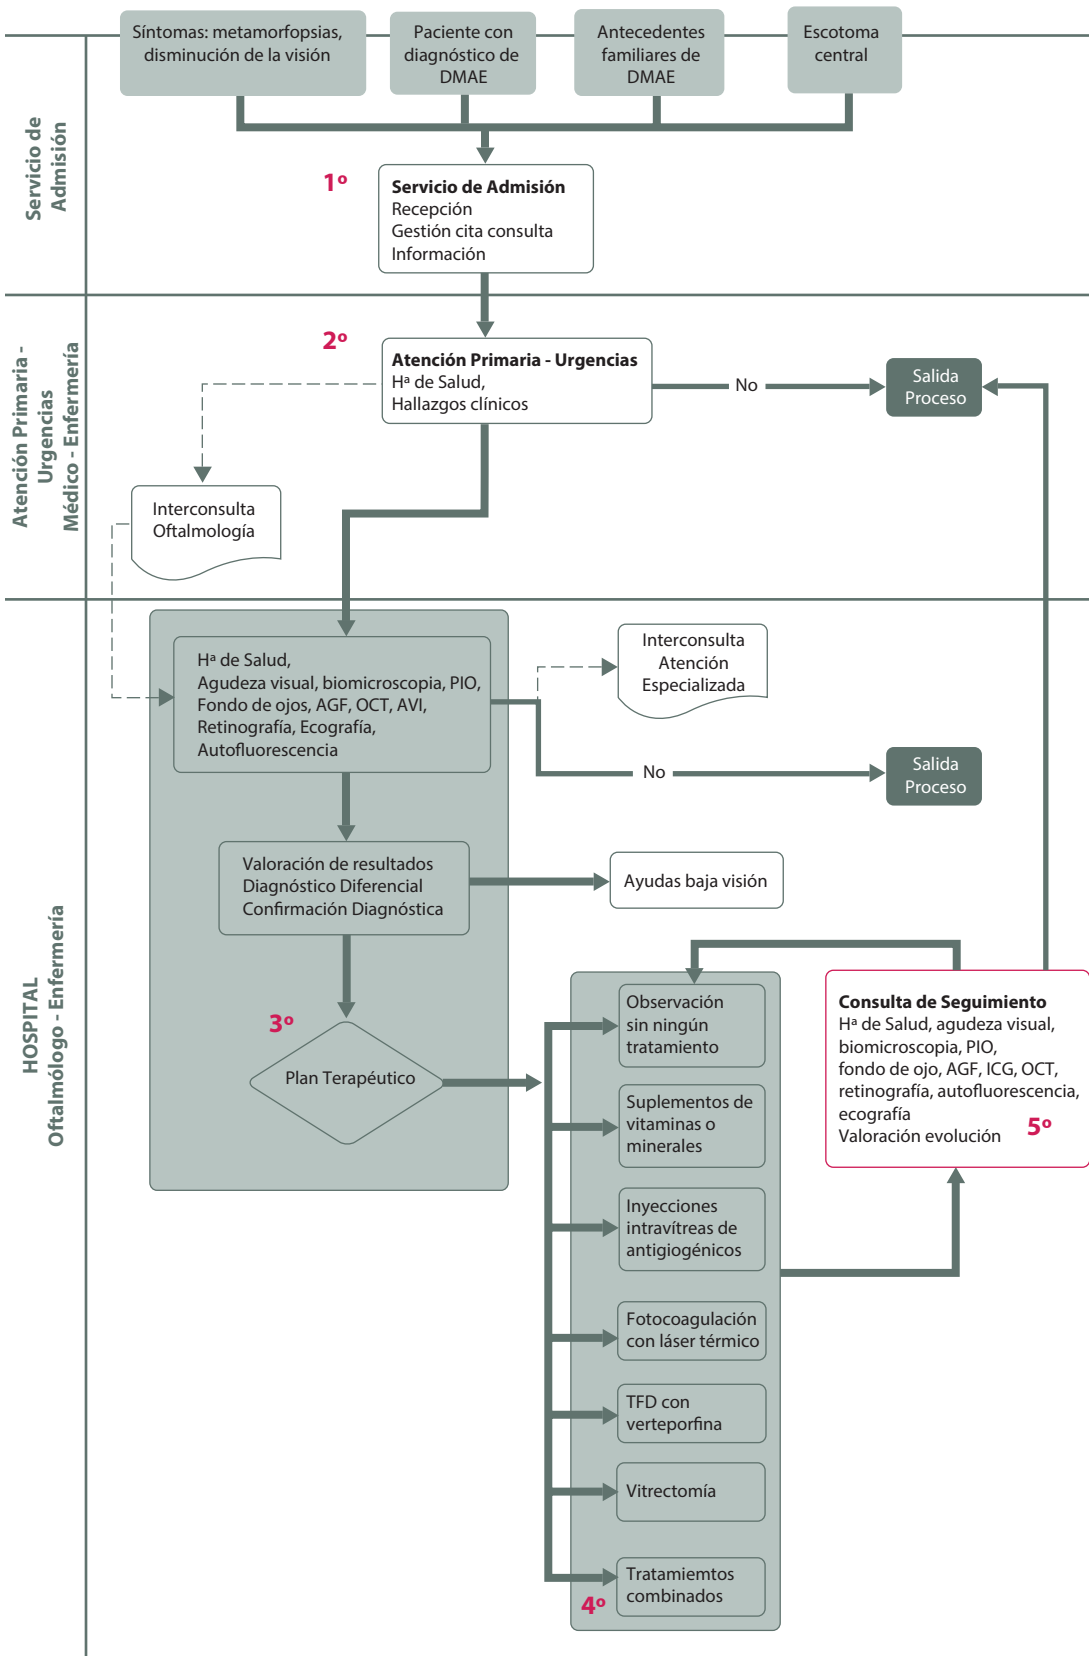 Síntomas: metamorfopsias,
disminución de la visión
Paciente con
diagnóstico de
DMAE
Antecedentes
familiares de
DMAE
Escotoma
central
Servicio de
Admisión
1º
Servicio de Admisión
Recepción
Gestión cita consulta
Información
Atención Primaria -
Urgencias
Médico - Enfermería
2º
Atención Primaria - Urgencias
Hª de Salud,
Hallazgos clínicos
No
Salida
Proceso
Interconsulta
Oftalmología
HOSPITAL
Oftalmólogo - Enfermería
Hª de Salud,
Agudeza visual, biomicroscopia, PIO,
Fondo de ojos, AGF, OCT, AVI,
Retinografía, Ecografía,
Autofluorescencia
Interconsulta
Atención
Especializada
No
Salida
Proceso
Valoración de resultados
Diagnóstico Diferencial
Confirmación Diagnóstica
Ayudas baja visión
3º
Plan Terapéutico
Observación
sin ningún
tratamiento
Suplementos de
vitaminas o
minerales
Inyecciones
intravítreas de
antigiogénicos
Fotocoagulación
con láser térmico
TFD con
verteporfina
Vitrectomía
Tratamiemtos
combinados
4º
Consulta de Seguimiento
Hª de Salud, agudeza visual,
biomicroscopia, PIO,
fondo de ojo, AGF, ICG, OCT,
retinografía, autofluorescencia,
ecografía
Valoración evolución
5º